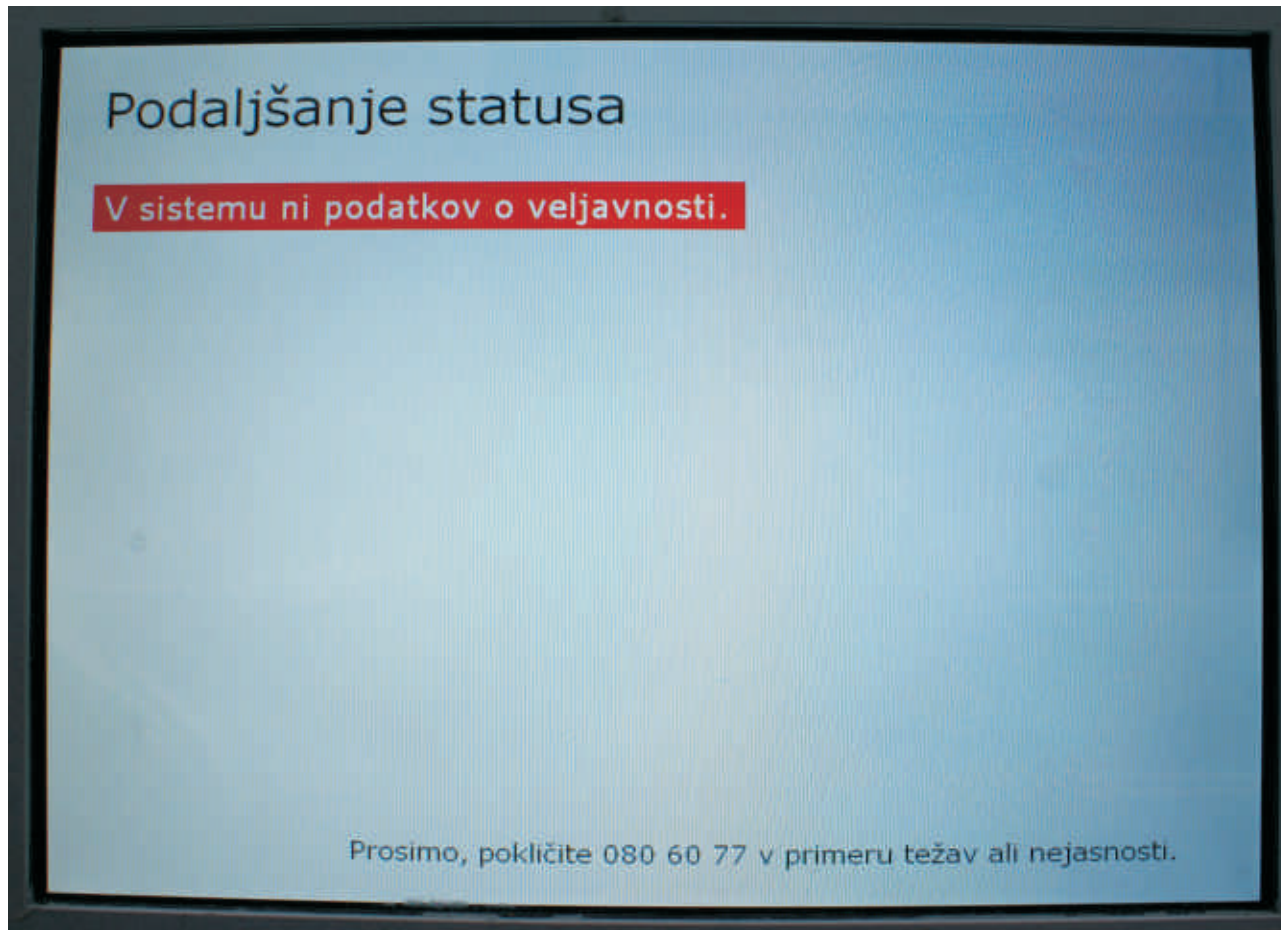 Podaljšanje statusa
V sistemu ni podatkov o veljavnosti.
Prosimo, pokličite 080 60 77 v primeru težav ali nejasnosti.